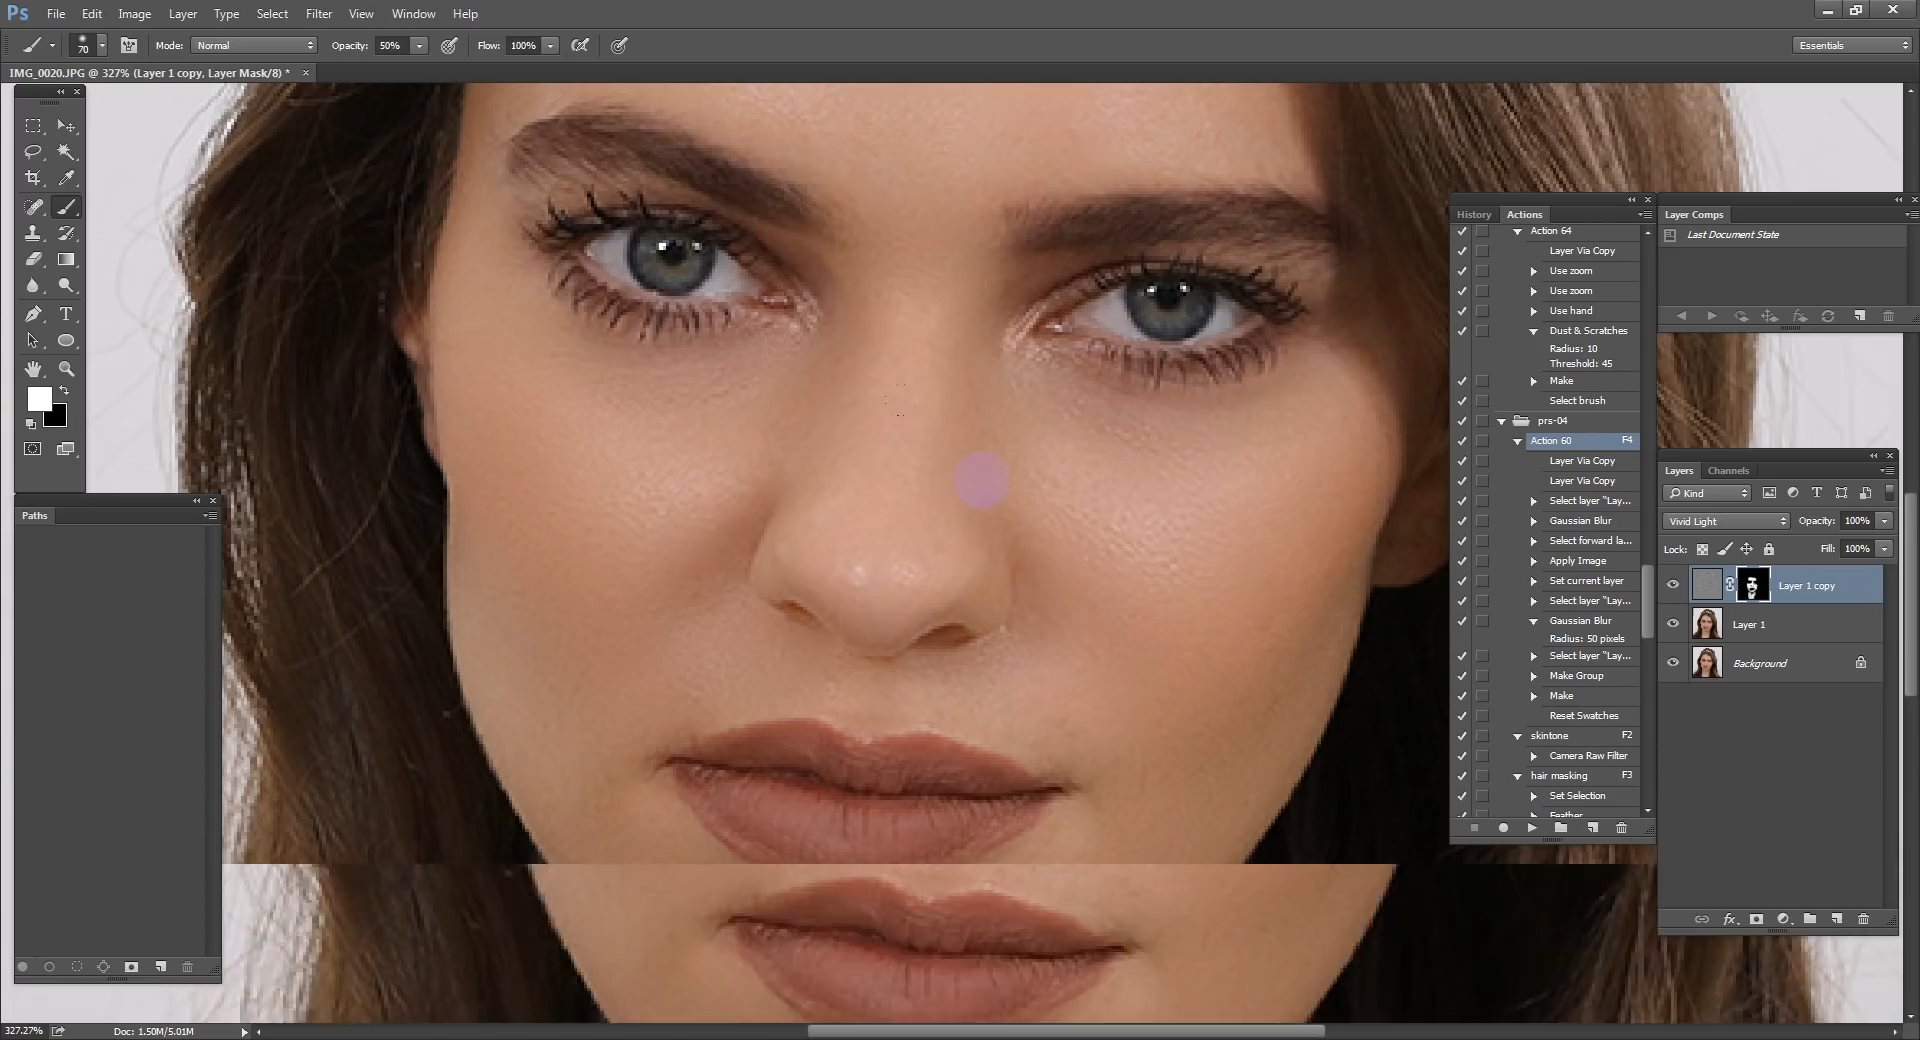 Ps File Edit Image Layer Type Select Filter View Window Help
70 Mode: Normal Opacity: 50% Flow: 100% Essentials
IMG_0020.JPG @ 327% (Layer 1 copy, Layer Mask/8) * ×
Paths
History Actions
Action 64
Layer Via Copy
Use zoom
Use zoom
Use hand
Dust & Scratches
Radius: 10
Threshold: 45
Make
Select brush
prs-04
Action 60 F4
Layer Via Copy
Layer Via Copy
Select layer "Lay...
Gaussian Blur
Select forward la...
Apply Image
Set current layer
Select layer "Lay...
Gaussian Blur
Radius: 50 pixels
Select layer "Lay...
Make Group
Make
Reset Swatches
skintone F2
Camera Raw Filter
hair masking F3
Set Selection
Feather
Layer Comps
Last Document State
Layers Channels
Kind
Vivid Light Opacity: 100%
Lock: Fill: 100%
Layer 1 copy
Layer 1
Background
327.27% Doc: 1.50M/5.01M